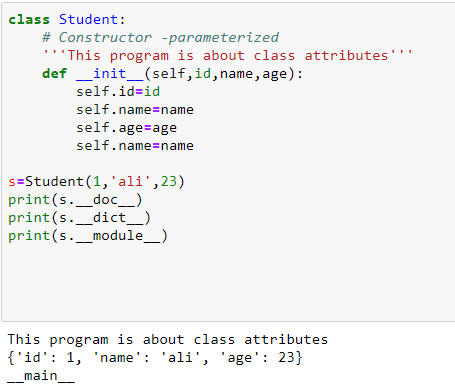 class Student:
    # Constructor -parameterized
    '''This program is about class attributes'''
    def __init__(self,id,name,age):
        self.id=id
        self.name=name
        self.age=age
        self.name=name

s=Student(1,'ali',23)
print(s.__doc__)
print(s.__dict__)
print(s.__module__)

This program is about class attributes
{'id': 1, 'name': 'ali', 'age': 23}
__main__